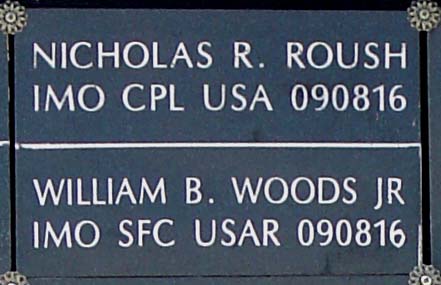 NICHOLAS R. ROUSH
IMO CPL USA 090816
WILLIAM B. WOODS JR
IMO SFC USAR 090816